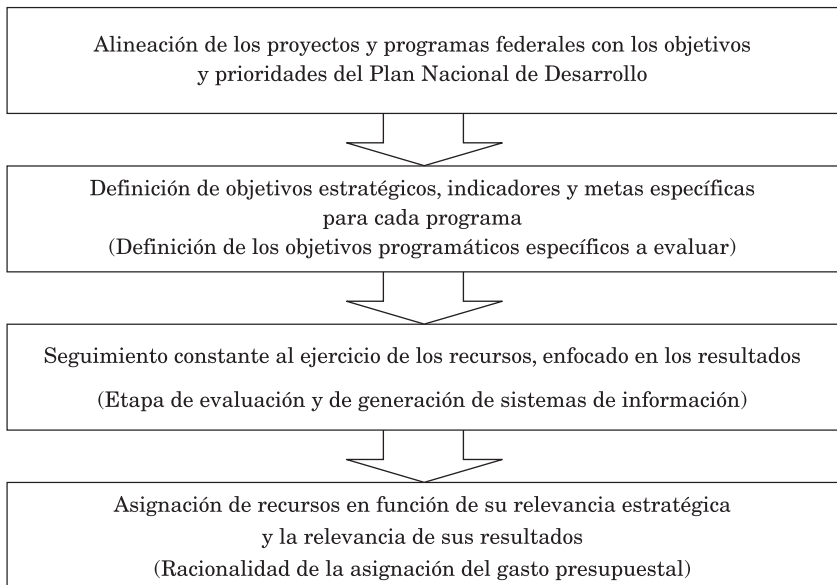 Alineación de los proyectos y programas federales con los objetivos
y prioridades del Plan Nacional de Desarrollo
Definición de objetivos estratégicos, indicadores y metas específicas
para cada programa
(Definición de los objetivos programáticos específicos a evaluar)
Seguimiento constante al ejercicio de los recursos, enfocado en los resultados
(Etapa de evaluación y de generación de sistemas de información)
Asignación de recursos en función de su relevancia estratégica
y la relevancia de sus resultados
(Racionalidad de la asignación del gasto presupuestal)